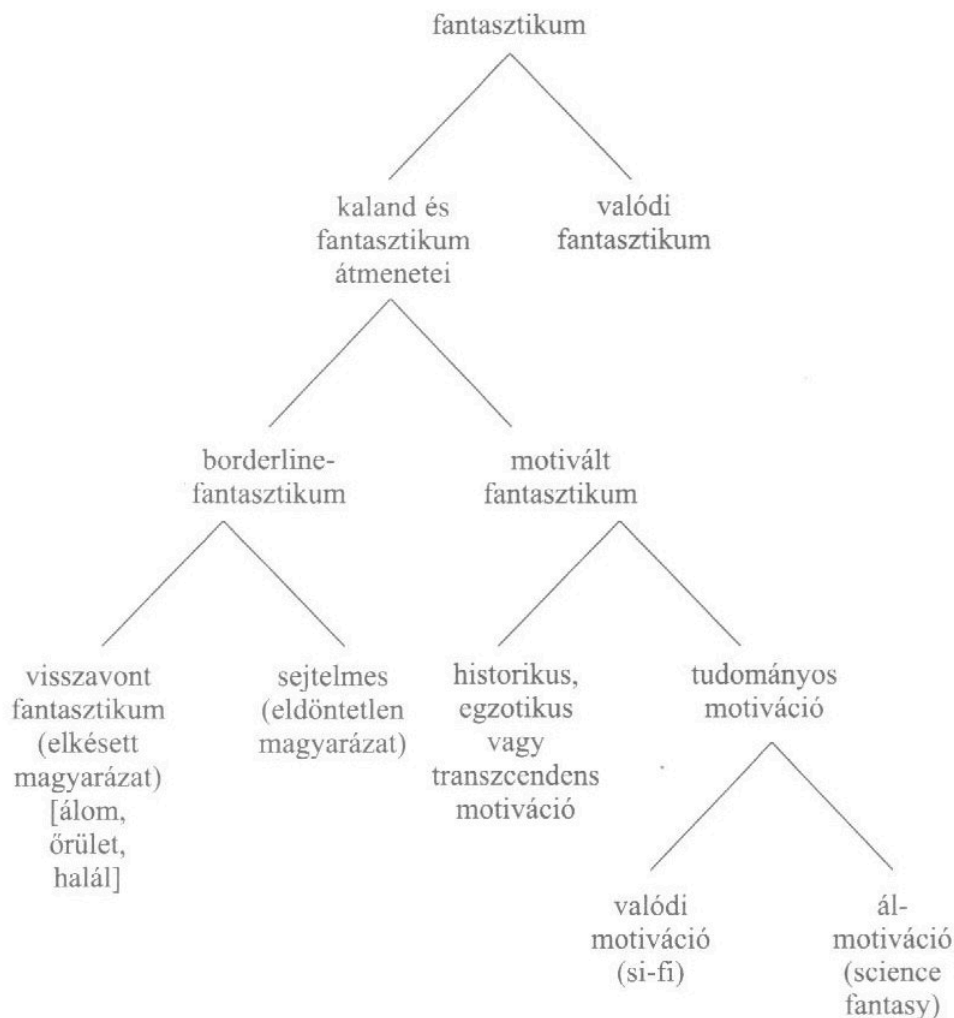 fantasztikum
kaland és
fantasztikum
átmenetei
valódi
fantasztikum
borderline-
fantasztikum
motivált
fantasztikum
visszavont
fantasztikum
(elkésett
magyarázat)
[álom,
őrület,
halál]
sejtelmes
(eldöntetlen
magyarázat)
historikus,
egzotikus
vagy
transzcendens
motiváció
tudományos
motiváció
valódi
motiváció
(si-fi)
ál-
motiváció
(science
fantasy)